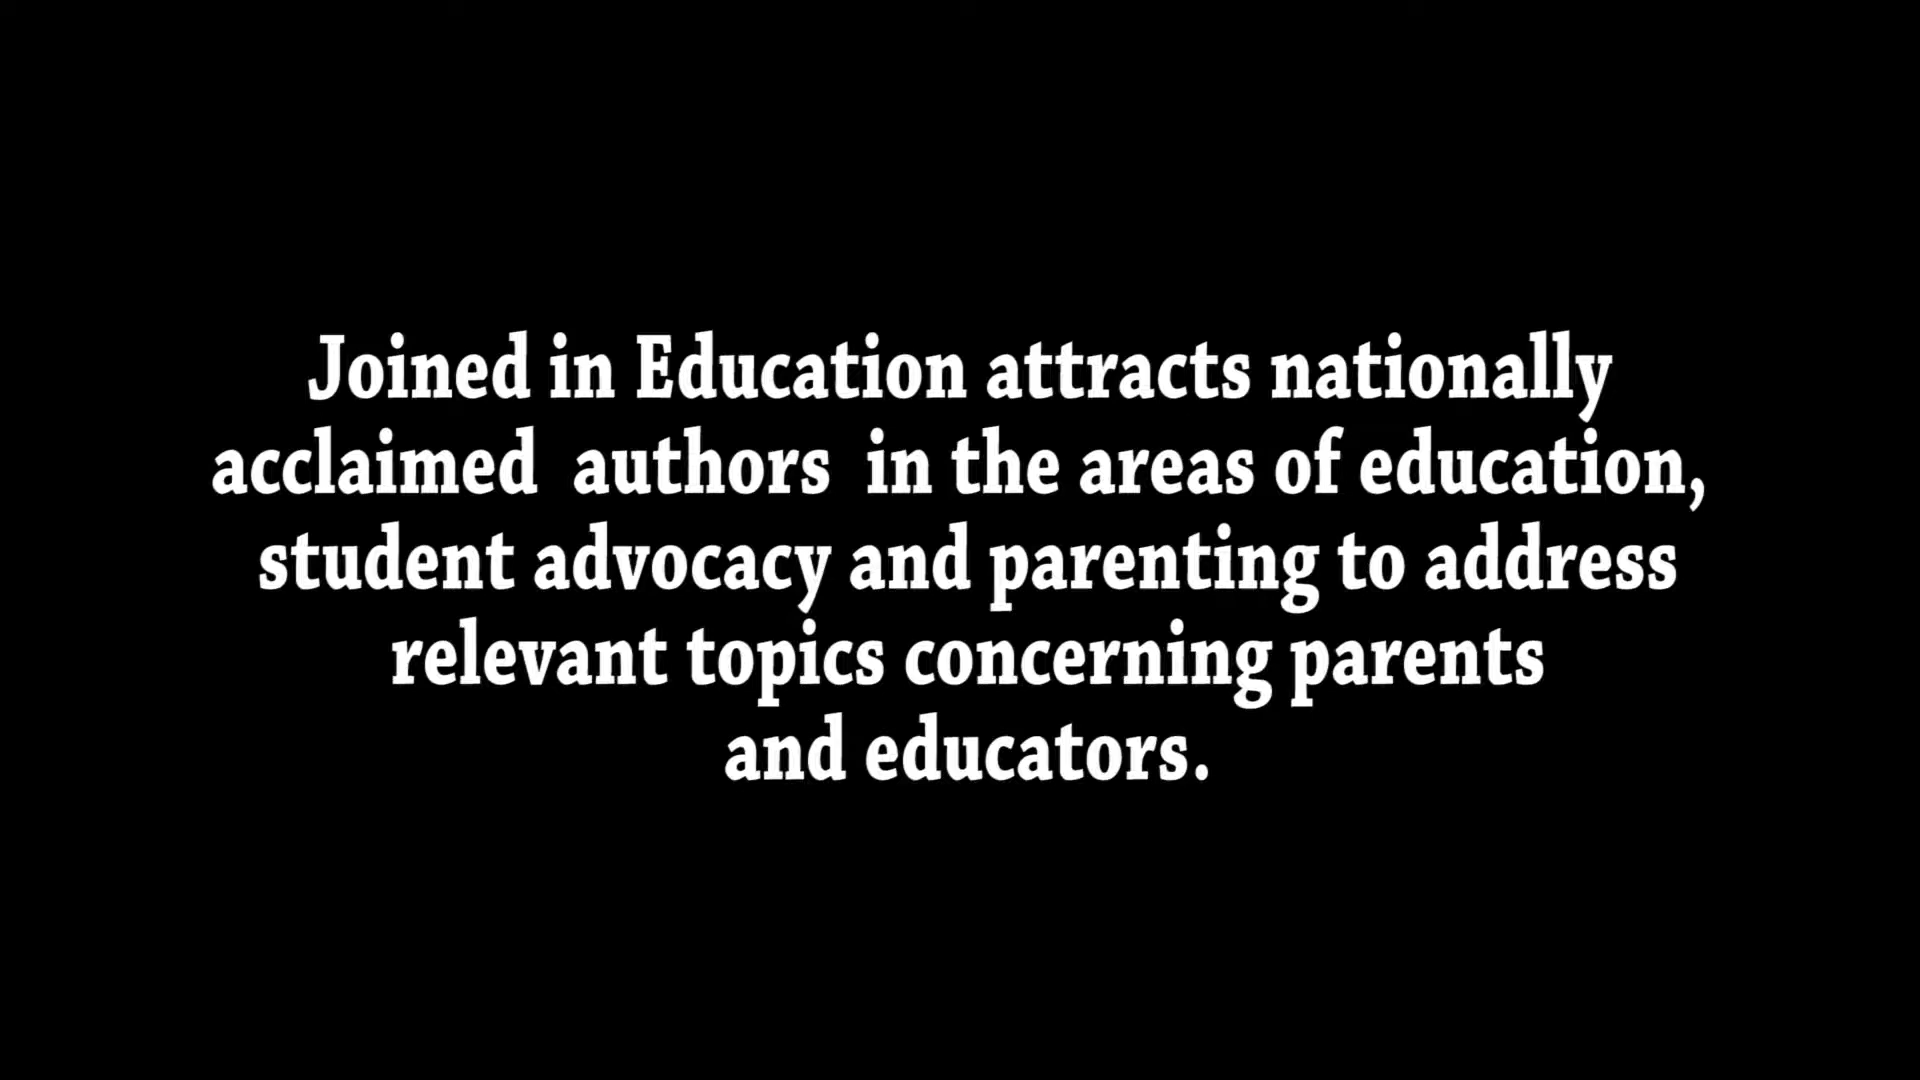 Joined in Education attracts nationally
acclaimed  authors  in the areas of education,
student advocacy and parenting to address
relevant topics concerning parents
and educators.